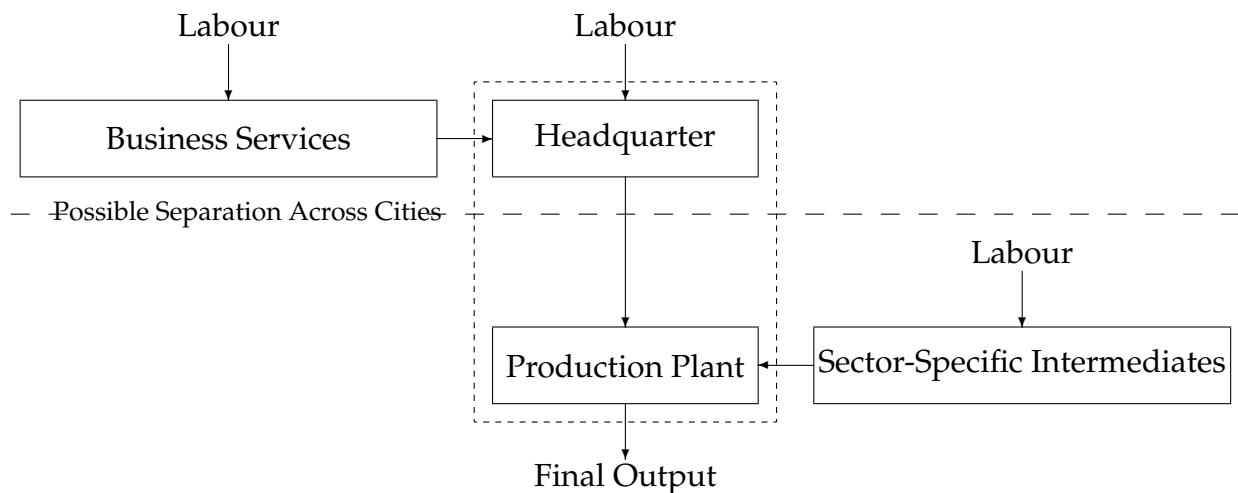 Labour
Labour
Business Services
Headquarter
Possible Separation Across Cities
Labour
Production Plant
Sector-Specific Intermediates
Final Output